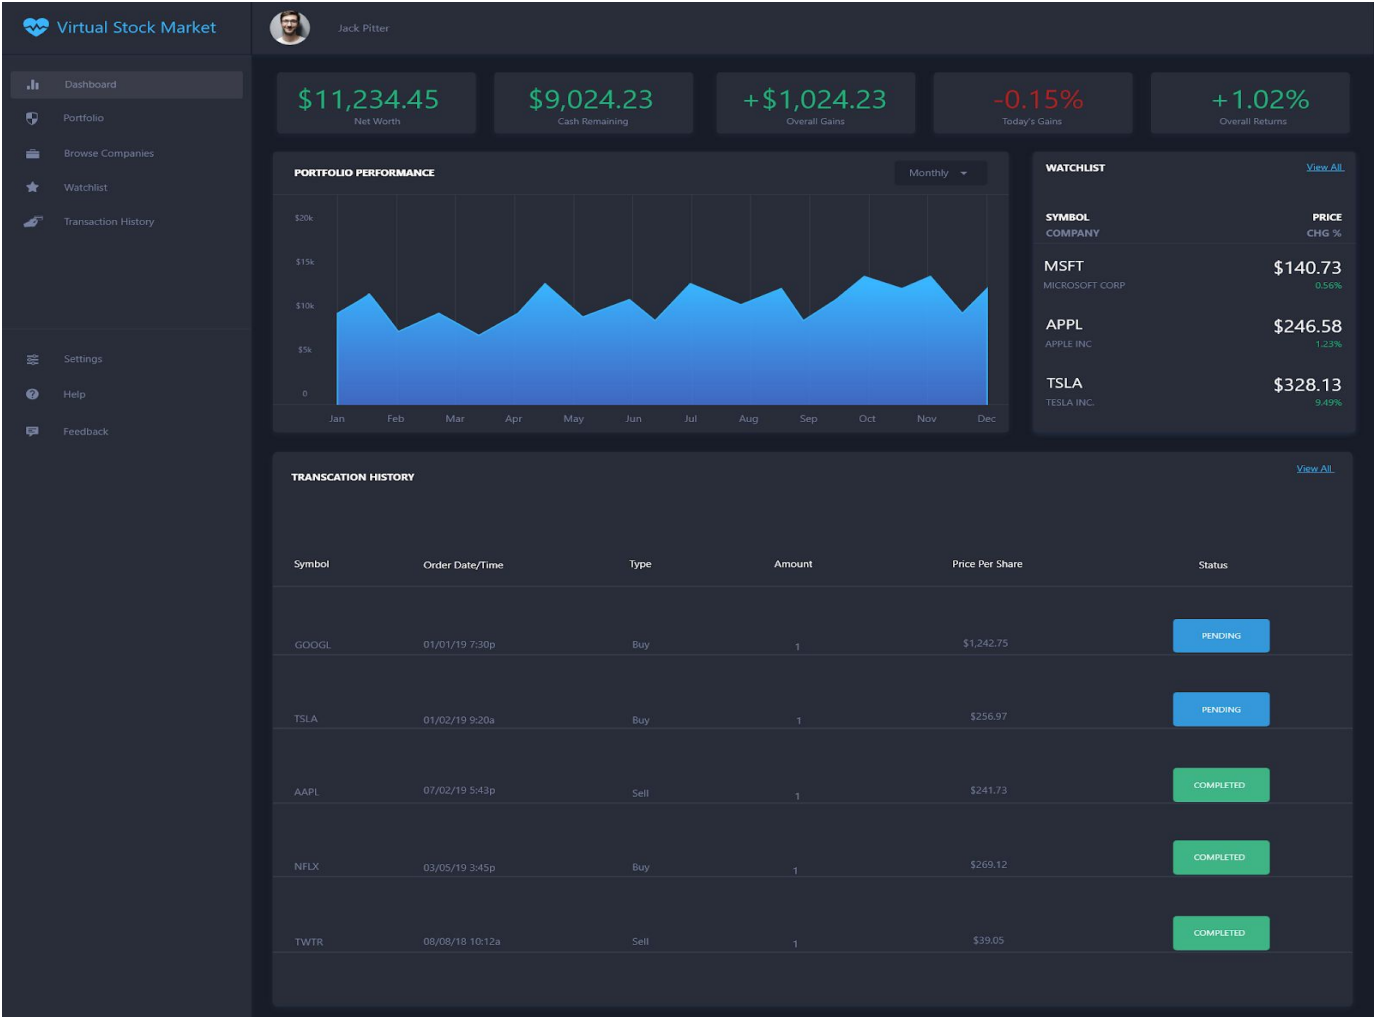 Virtual Stock Market
Jack Pitter
Dashboard
Portfolio
Browse Companies
Watchlist
Transaction History
Settings
Help
Feedback
$11,234.45
Net Worth
$9,024.23
Cash Remaining
+$1,024.23
Overall Gains
-0.15%
Today's Gains
+1.02%
Overall Returns
PORTFOLIO PERFORMANCE
Monthly
$20k
$15k
$10k
$5k
0
Jan Feb Mar Apr May Jun Jul Aug Sep Oct Nov Dec
WATCHLIST View All
SYMBOL PRICE
COMPANY CHG %
MSFT $140.73
MICROSOFT CORP 0.56%
APPL $246.58
APPLE INC 1.23%
TSLA $328.13
TESLA INC. 9.49%
TRANSCATION HISTORY View All
Symbol Order Date/Time Type Amount Price Per Share Status
GOOGL 01/01/19 7:30p Buy 1 $1,242.75 PENDING
TSLA 01/02/19 9:20a Buy 1 $256.97 PENDING
AAPL 07/02/19 5:43p Sell 1 $241.73 COMPLETED
NFLX 03/05/19 3:45p Buy 1 $269.12 COMPLETED
TWTR 08/08/18 10:12a Sell 1 $39.05 COMPLETED